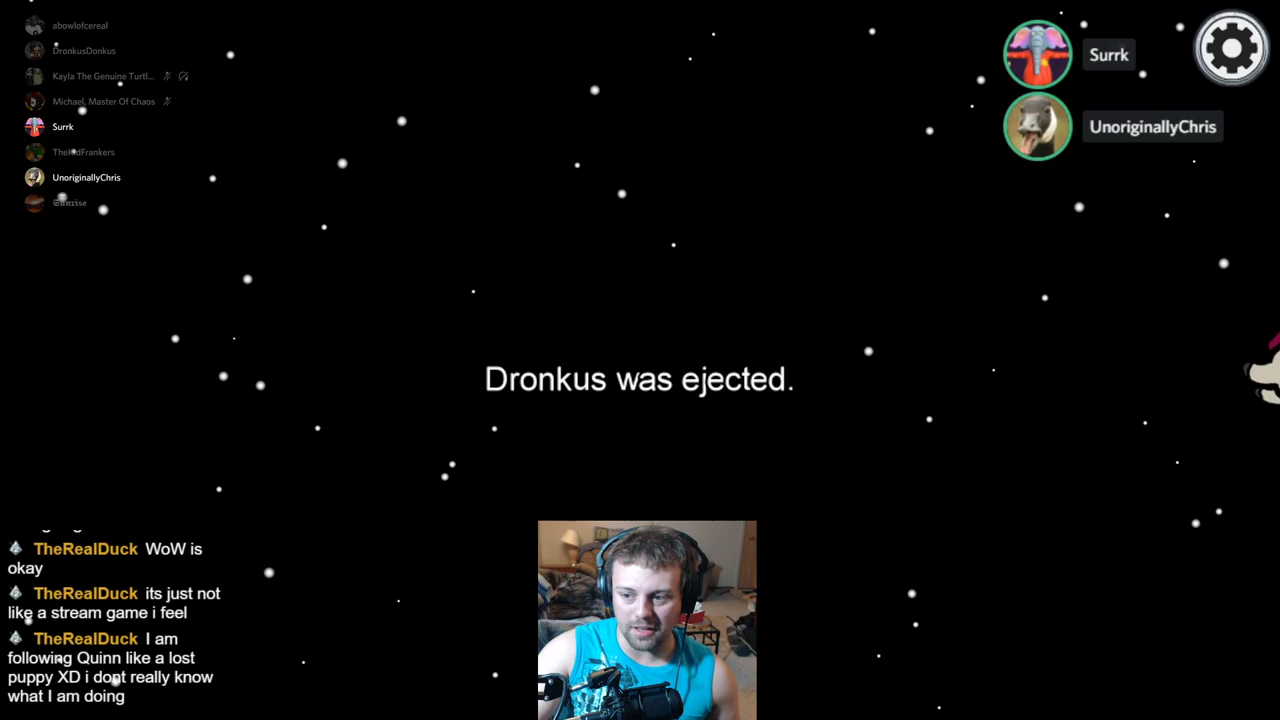 abowlofcereal
DronkusDonkus
Kayla The Genuine Turtl...
Michael, Master Of Chaos
Surrk
UnoriginallyChris
𝕾𝖚𝖓𝖗𝖎𝖘𝖊
Surrk
UnoriginallyChris
Dronkus was ejected.
TheRealDuck WoW is
okay
TheRealDuck its just not
like a stream game i feel
TheRealDuck I am
following Quinn like a lost
puppy XD i dont really know
what I am doing